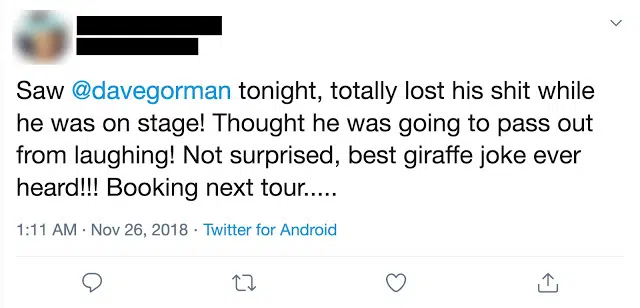 Saw @davegorman tonight, totally lost his shit while
he was on stage! Thought he was going to pass out
from laughing! Not surprised, best giraffe joke ever
heard!!! Booking next tour.....
1:11 AM · Nov 26, 2018 · Twitter for Android